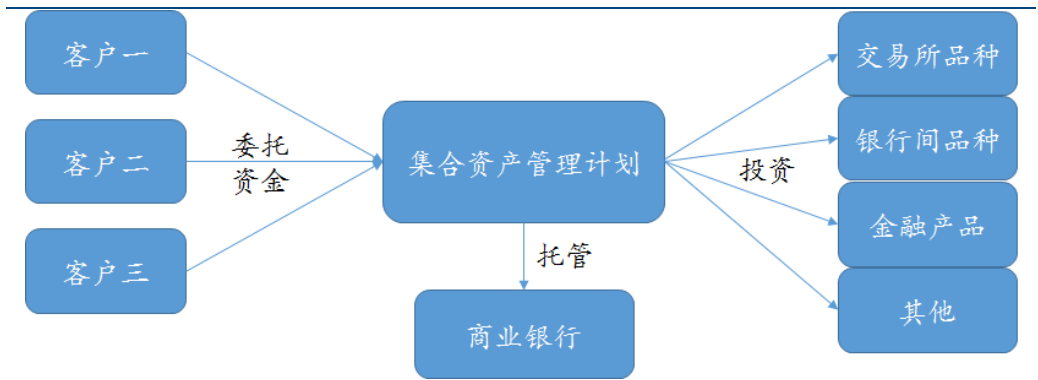 客户一
客户二
客户三
委托
资金
集合资产管理计划
托管
商业银行
投资
交易所品种
银行间品种
金融产品
其他